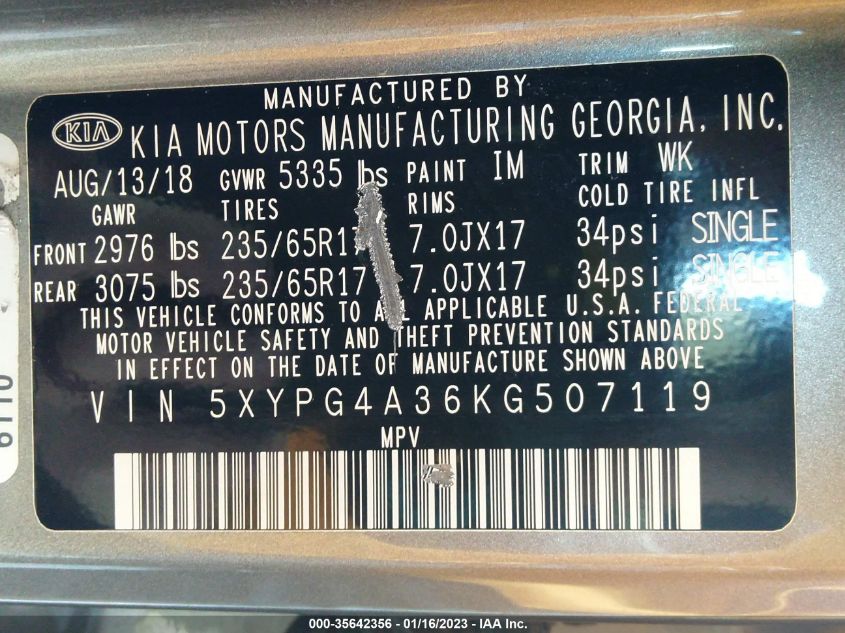 MANUFACTURED BY
KIA KIA MOTORS MANUFACTURING GEORGIA, INC.
AUG/13/18 GVWR 5335 lbs PAINT IM TRIM WK
GAWR TIRES RIMS COLD TIRE INFL
FRONT 2976 lbs 235/65R17 7.0JX17 34psi SINGLE
REAR 3075 lbs 235/65R17 7.0JX17 34psi SINGLE
THIS VEHICLE CONFORMS TO ALL APPLICABLE U.S.A. FEDERAL
MOTOR VEHICLE SAFETY AND THEFT PREVENTION STANDARDS
IN EFFECT ON THE DATE OF MANUFACTURE SHOWN ABOVE
VIN 5XYPG4A36KG507119
MPV
000-35642356 - 01/16/2023 - IAA Inc.